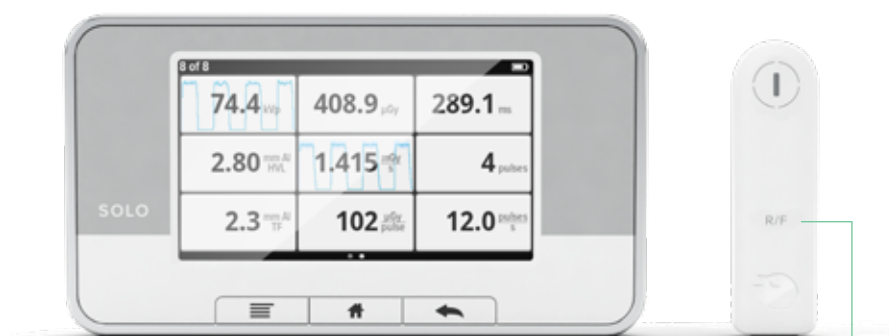 8 of 8
74.4 kVp 408.9 µGy 289.1 ms
2.80 mm Al HVL 1.415 mGy s 4 pulses
SOLO
2.3 mm Al TF 102 µGy pulse 12.0 pulses s
R/F